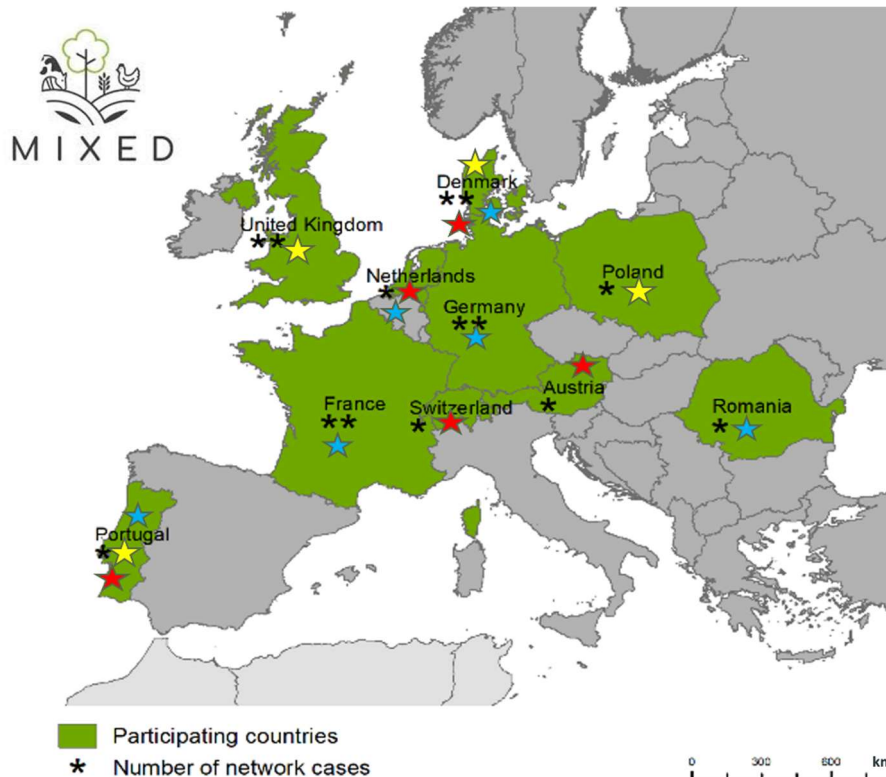 MIXED
Denmark
**
United Kingdom
**
Netherlands
*
Poland
*
Germany
**
Austria
*
France
**
Switzerland
*
Romania
*
Portugal
*
Participating countries
* Number of network cases
0 300 600 km